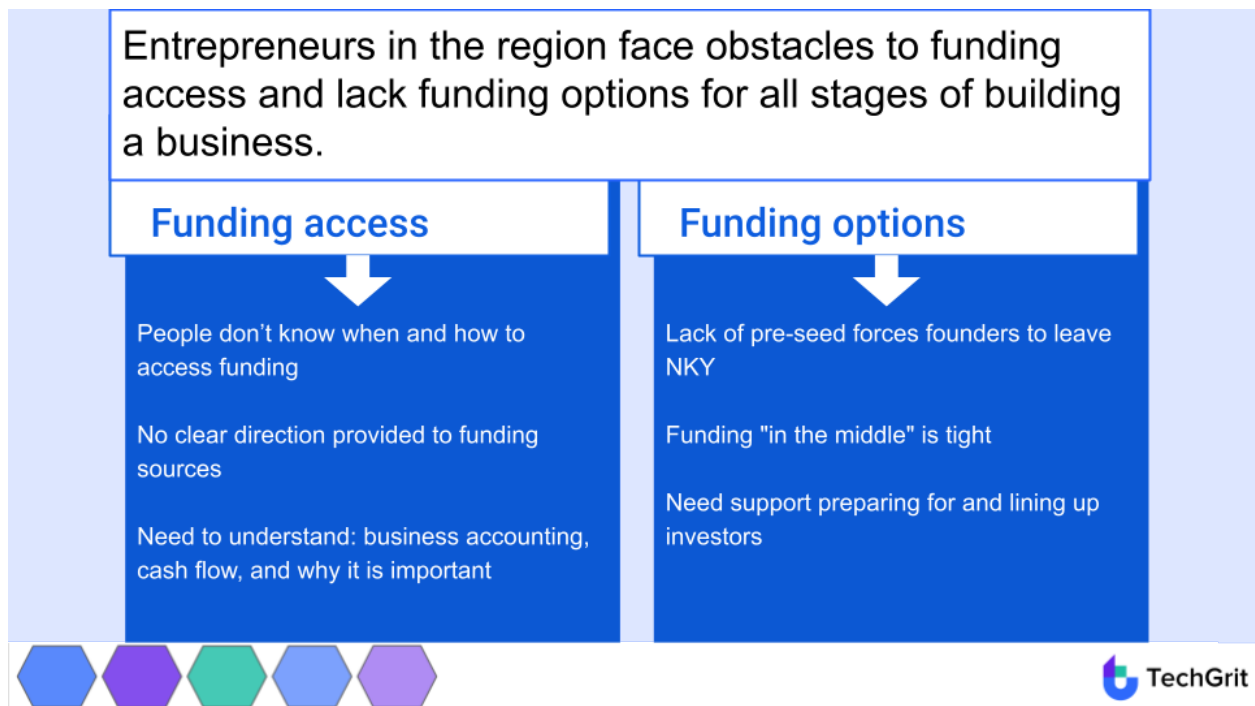 Entrepreneurs in the region face obstacles to funding
access and lack funding options for all stages of building
a business.
Funding access
People don’t know when and how to
access funding
No clear direction provided to funding
sources
Need to understand: business accounting,
cash flow, and why it is important
Funding options
Lack of pre-seed forces founders to leave
NKY
Funding "in the middle" is tight
Need support preparing for and lining up
investors
TechGrit